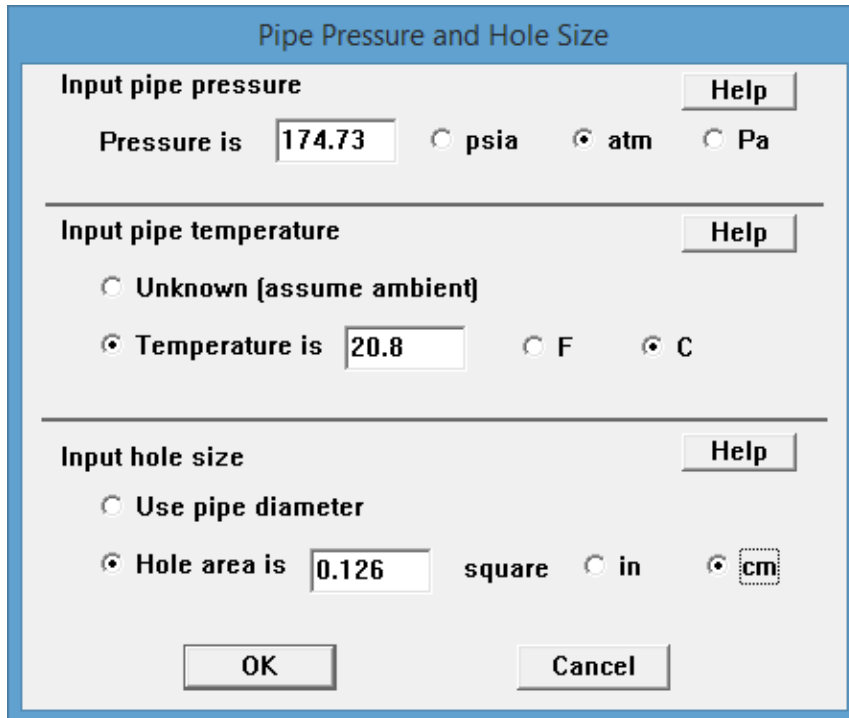 Pipe Pressure and Hole Size
Input pipe pressure Help
Pressure is 174.73 psia atm Pa
Input pipe temperature Help
Unknown (assume ambient)
Temperature is 20.8 F C
Input hole size Help
Use pipe diameter
Hole area is 0.126 square in cm
OK Cancel